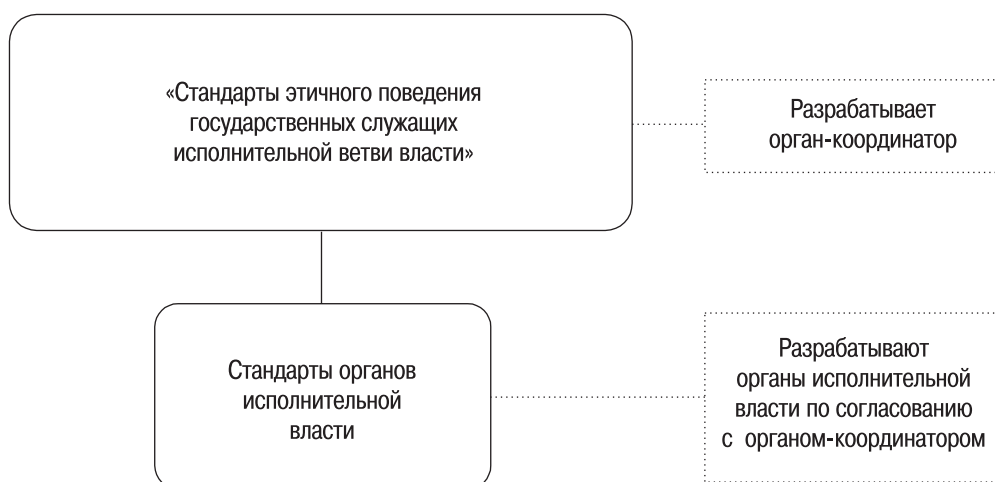 «Стандарты этичного поведения
государственных служащих
исполнительной ветви власти»
Разрабатывает
орган-координатор
Стандарты органов
исполнительной
власти
Разрабатывают
органы исполнительной
власти по согласованию
с органом-координатором